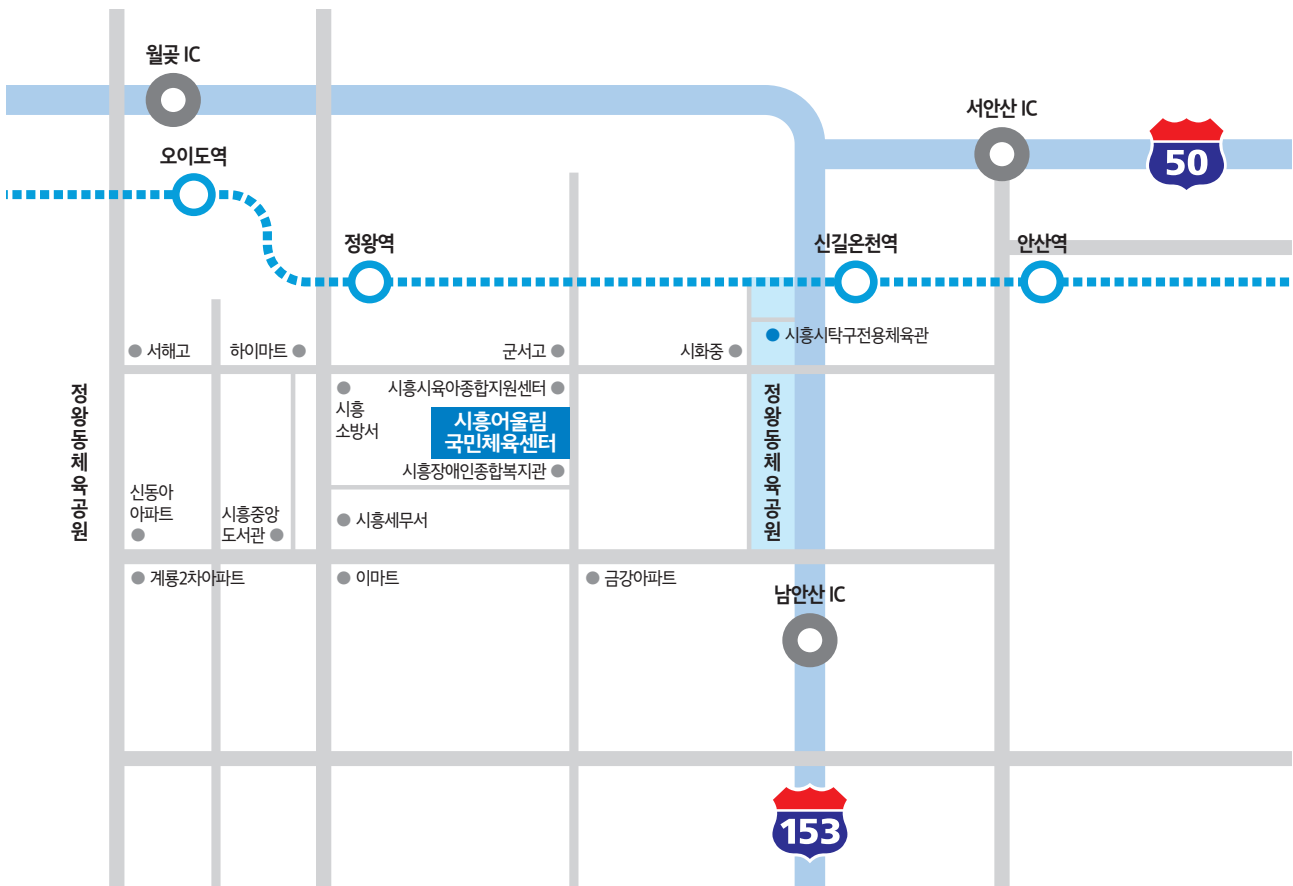 월곶 IC
서안산 IC
50
오이도역
정왕역
신길온천역
안산역
서해고
하이마트
군서고
시화중
시흥시탁구전용체육관
정왕동체육공원
시흥
소방서
시흥시육아종합지원센터
시흥어울림
국민체육센터
시흥장애인종합복지관
정왕동체육공원
신동아
아파트
시흥중앙
도서관
시흥세무서
계룡2차아파트
이마트
금강아파트
남안산 IC
153